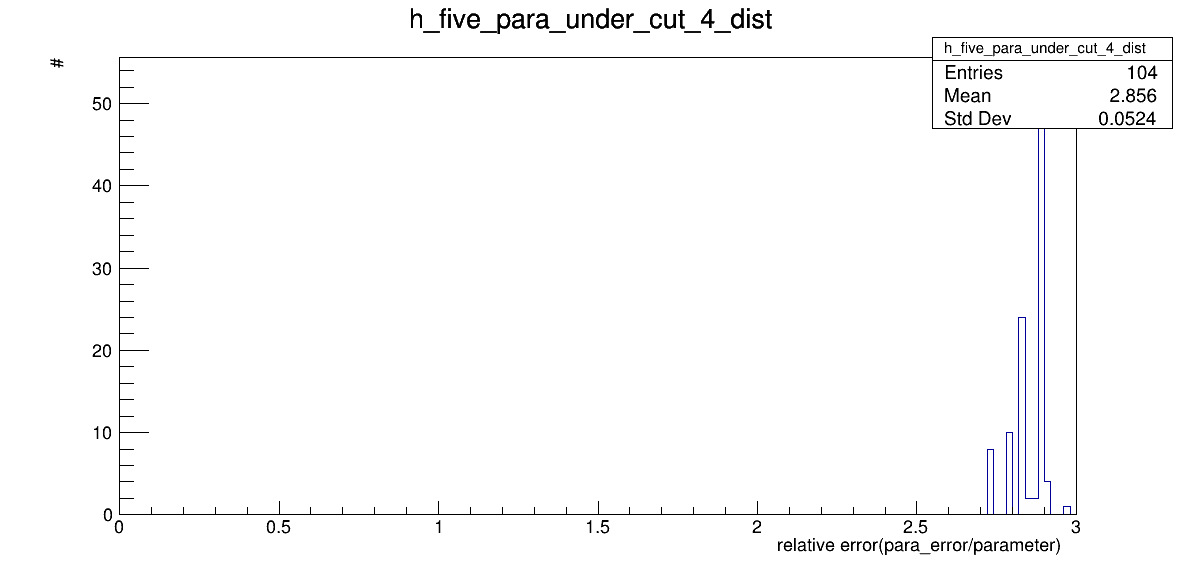 h_five_para_under_cut_4_dist
#
h_five_para_under_cut_4_dist
Entries 104
Mean 2.856
Std Dev 0.0524
50
40
30
20
10
0
0 0.5 1 1.5 2 2.5 3
relative error(para_error/parameter)